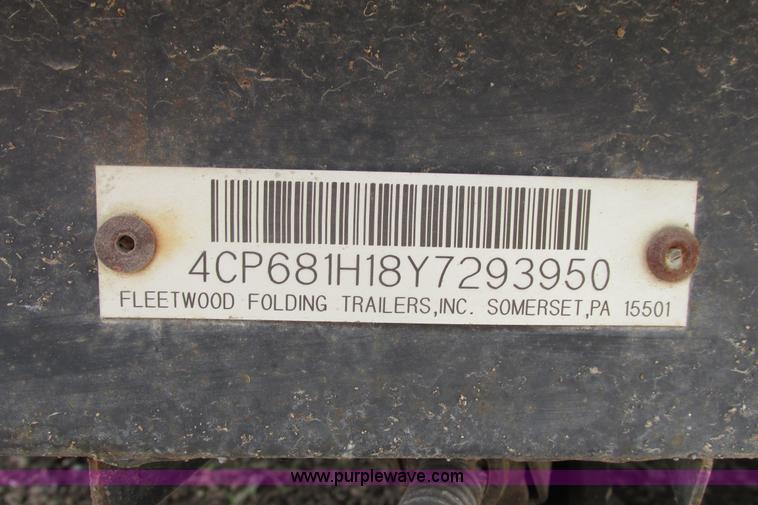 4CP681H18Y7293950
FLEETWOOD FOLDING TRAILERS,INC. SOMERSET,PA 15501
www.purplewave.com